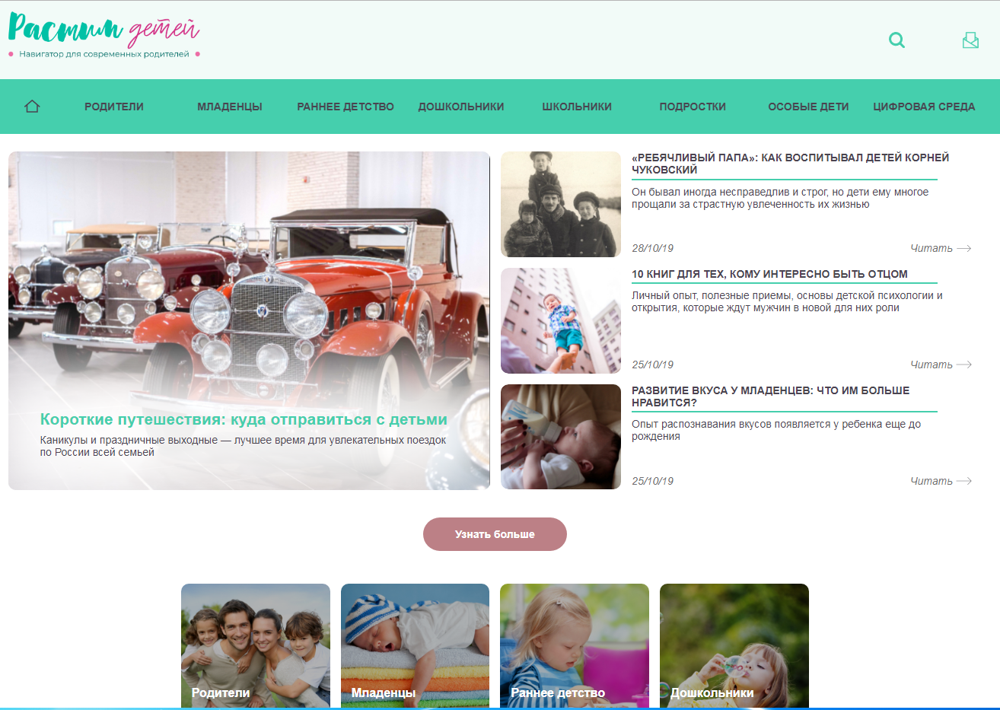 Растим детей
Навигатор для современных родителей
РОДИТЕЛИ
МЛАДЕНЦЫ
РАННЕЕ ДЕТСТВО
ДОШКОЛЬНИКИ
ШКОЛЬНИКИ
ПОДРОСТКИ
ОСОБЫЕ ДЕТИ
ЦИФРОВАЯ СРЕДА
Короткие путешествия: куда отправиться с детьми
Каникулы и праздничные выходные — лучшее время для увлекательных поездок
по России всей семьей
«РЕБЯЧЛИВЫЙ ПАПА»: КАК ВОСПИТЫВАЛ ДЕТЕЙ КОРНЕЙ
ЧУКОВСКИЙ
Он бывал иногда несправедлив и строг, но дети ему многое
прощали за страстную увлеченность их жизнью
28/10/19
Читать
10 КНИГ ДЛЯ ТЕХ, КОМУ ИНТЕРЕСНО БЫТЬ ОТЦОМ
Личный опыт, полезные приемы, основы детской психологии и
открытия, которые ждут мужчин в новой для них роли
25/10/19
Читать
РАЗВИТИЕ ВКУСА У МЛАДЕНЦЕВ: ЧТО ИМ БОЛЬШЕ
НРАВИТСЯ?
Опыт распознавания вкусов появляется у ребенка еще до
рождения
25/10/19
Читать
Узнать больше
Родители
Младенцы
Раннее детство
Дошкольники